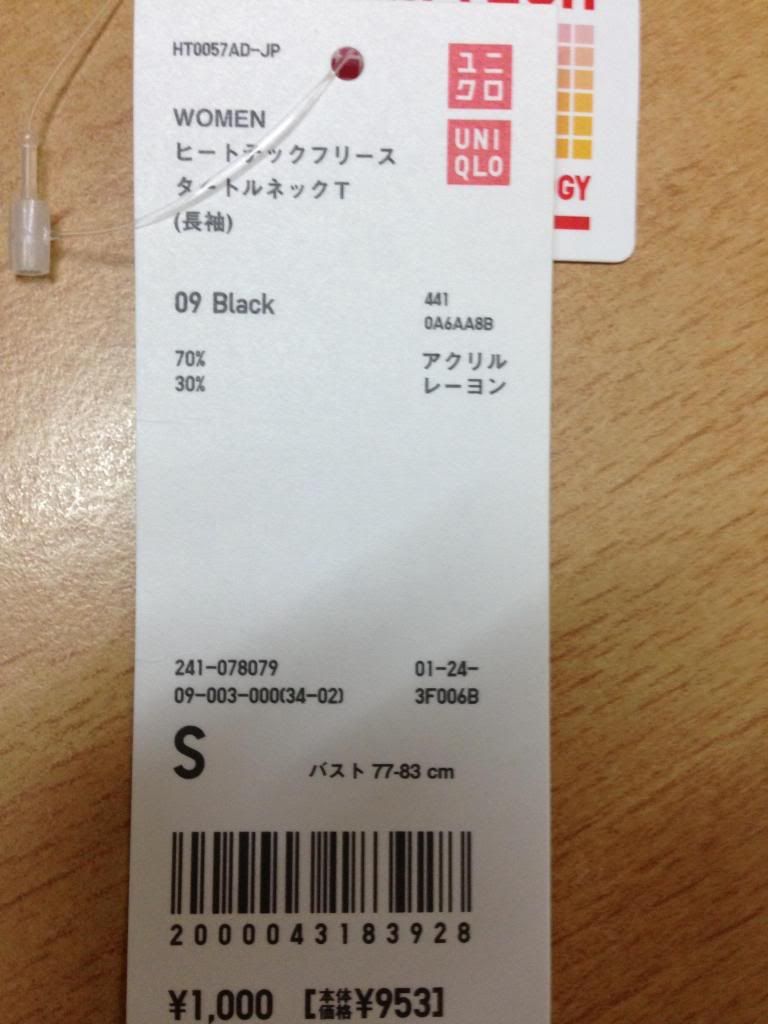 HT0057AD-JP
ユニ
クロ
UNI
QLO
WOMEN
ヒートテックフリース
タートルネックT
(長袖)
GY
09 Black
441
0A6AA8B
70% アクリル
30% レーヨン
241-078079
09-003-000(34-02)
01-24-
3F006B
S
バスト 77-83 cm
2000043183928
¥1,000 [本体価格¥953]